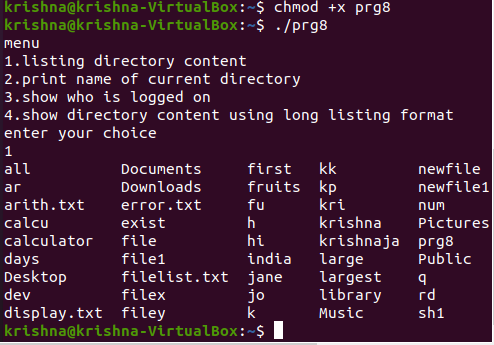 krishna@krishna-VirtualBox:~$ chmod +x prg8
krishna@krishna-VirtualBox:~$ ./prg8
menu
1.listing directory content
2.print name of current directory
3.show who is logged on
4.show directory content using long listing format
enter your choice
1
all Documents first kk newfile
ar Downloads fruits kp newfile1
arith.txt error.txt fu kri num
calcu exist h krishna Pictures
calculator file hi krishnaja prg8
days file1 india large Public
Desktop filelist.txt jane largest q
dev filex jo library rd
display.txt filey k Music sh1
krishna@krishna-VirtualBox:~$